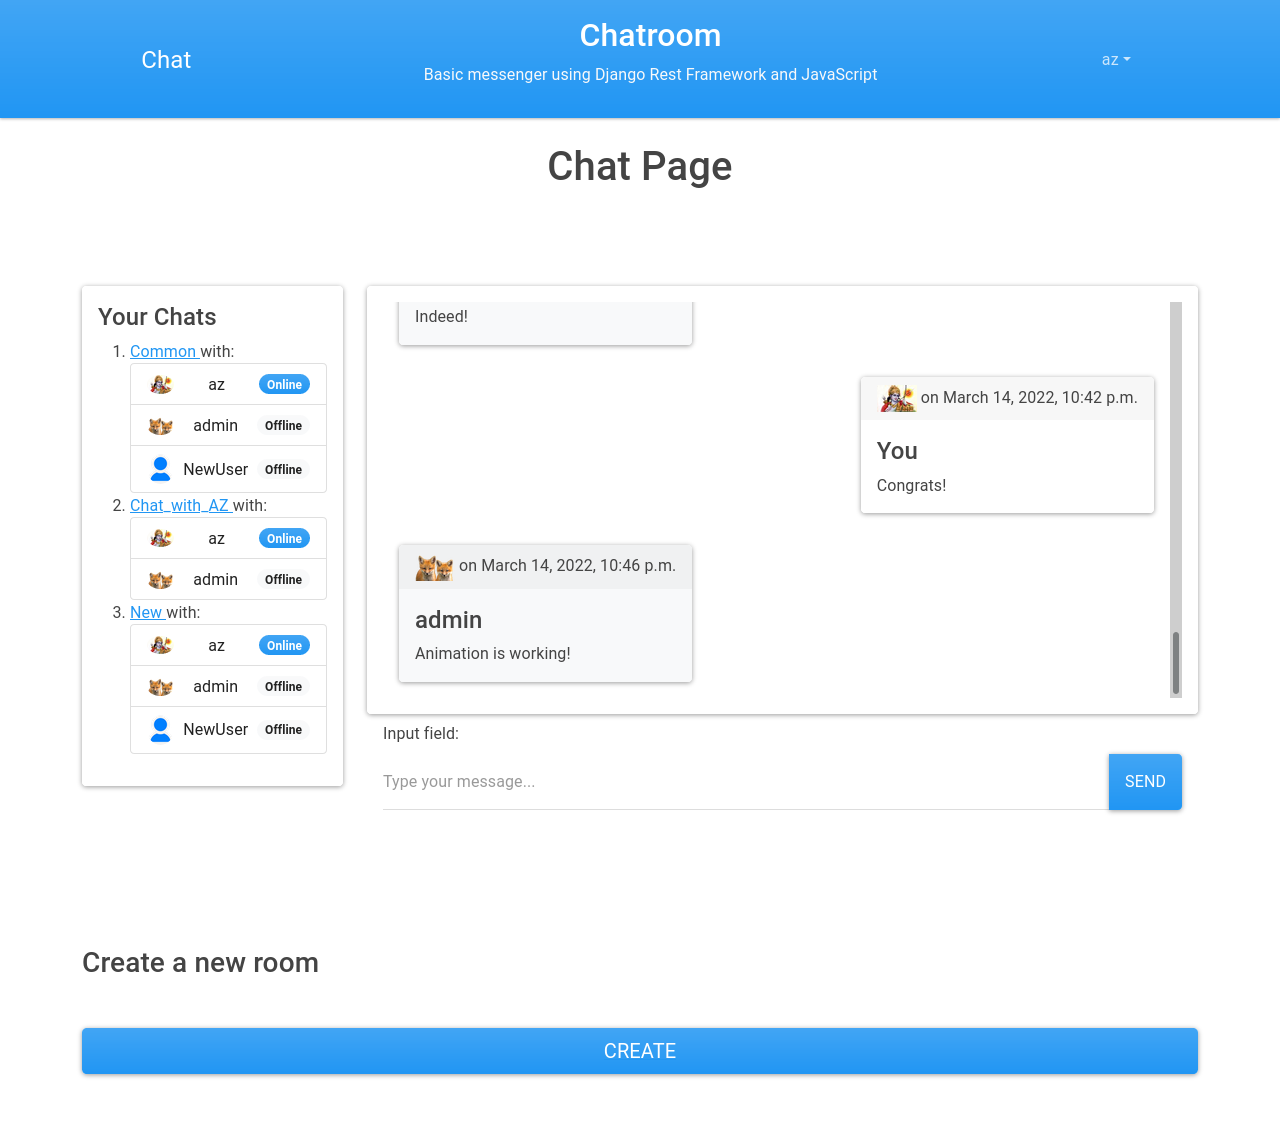 Chat
Chatroom
Basic messenger using Django Rest Framework and JavaScript
az
Chat Page
Your Chats
1. Common with:
az Online
admin Offline
NewUser Offline
2. Chat_with_AZ with:
az Online
admin Offline
3. New with:
az Online
admin Offline
NewUser Offline
Indeed!
on March 14, 2022, 10:42 p.m.
You
Congrats!
on March 14, 2022, 10:46 p.m.
admin
Animation is working!
Input field:
Type your message...
SEND
Create a new room
CREATE